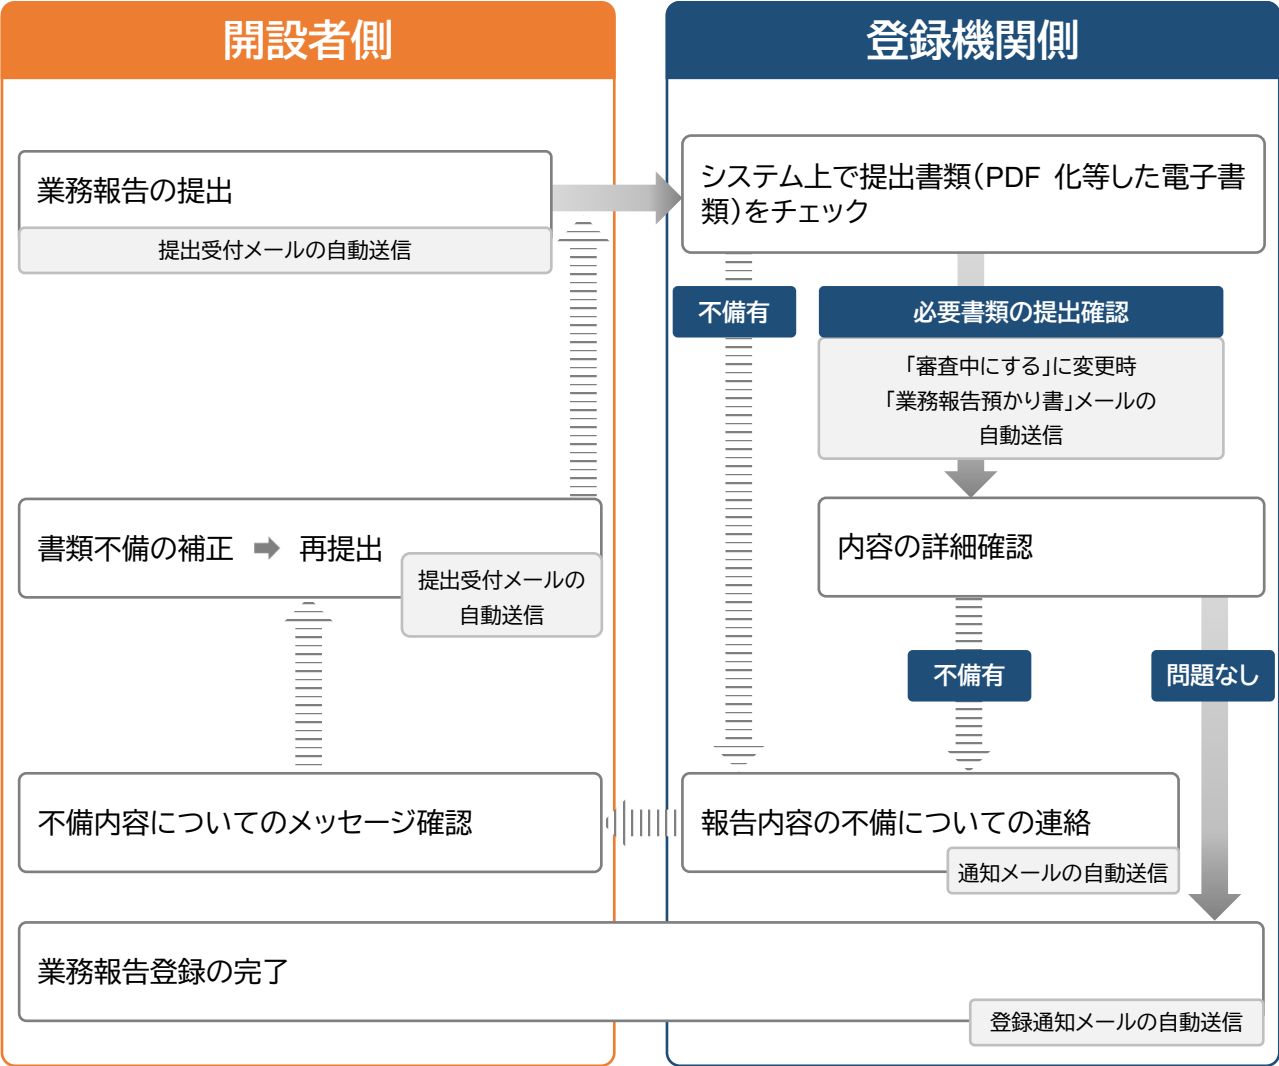 開設者側
登録機関側
業務報告の提出
提出受付メールの自動送信
システム上で提出書類（PDF 化等した電子書
類）をチェック
不備有
必要書類の提出確認
「審査中にする」に変更時
「業務報告預かり書」メールの
自動送信
書類不備の補正 ➡ 再提出
提出受付メールの
自動送信
内容の詳細確認
不備有
問題なし
不備内容についてのメッセージ確認
報告内容の不備についての連絡
通知メールの自動送信
業務報告登録の完了
登録通知メールの自動送信